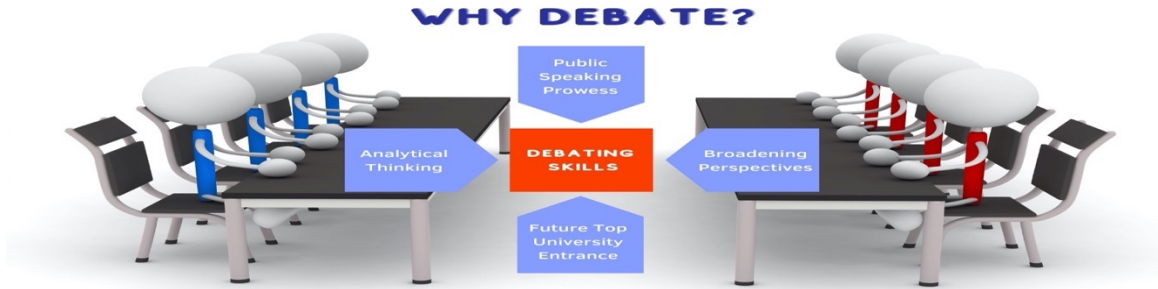 WHY DEBATE?
Public
Speaking
Prowess
Analytical
Thinking
DEBATING
SKILLS
Broadening
Perspectives
Future Top
University
Entrance